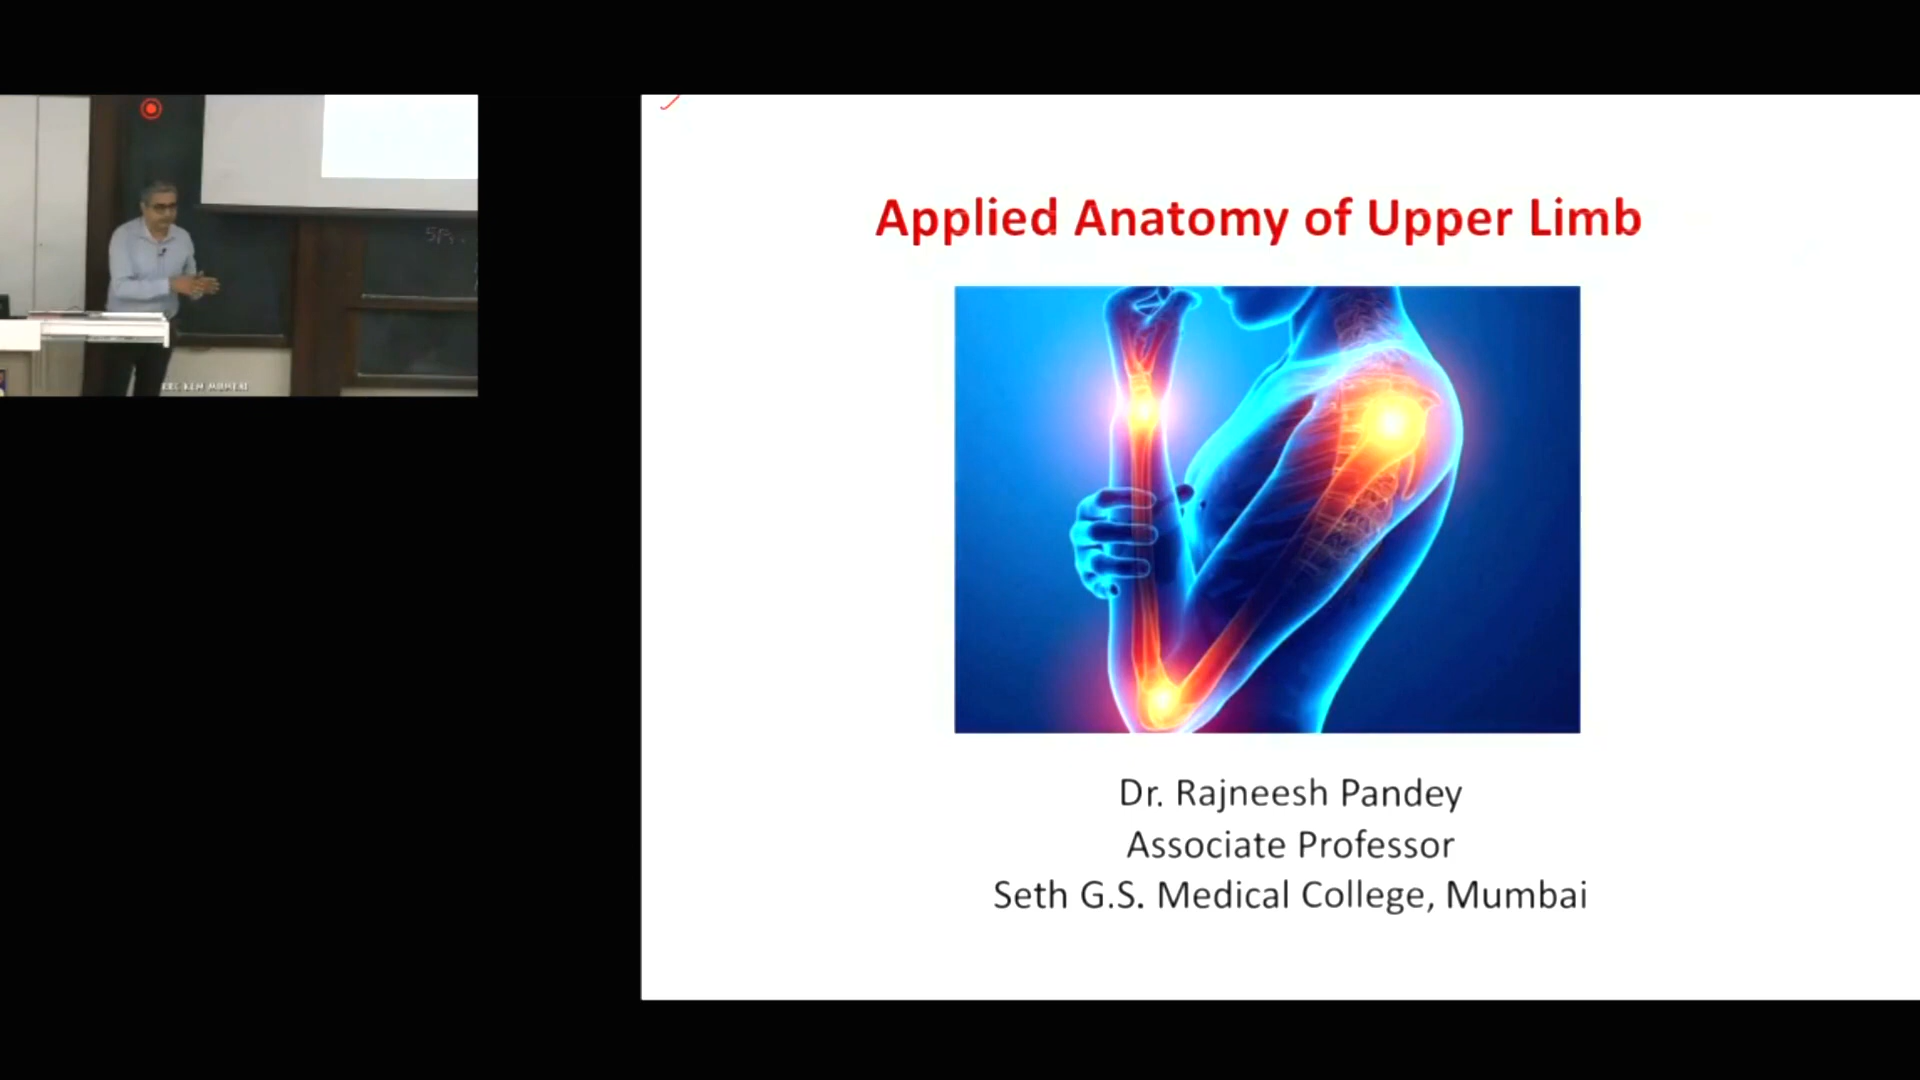 Applied Anatomy of Upper Limb
Dr. Rajneesh Pandey
Associate Professor
Seth G.S. Medical College, Mumbai